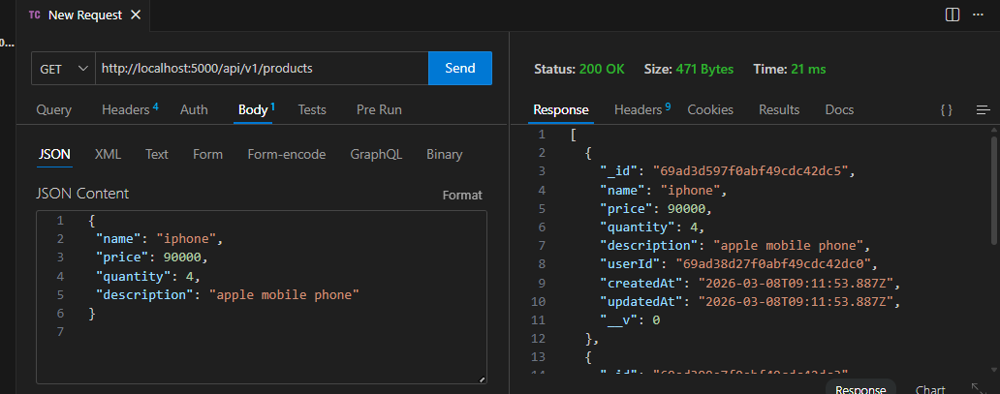 0...
TC New Request
GET http://localhost:5000/api/v1/products Send
Query Headers 4 Auth Body 1 Tests Pre Run
JSON XML Text Form Form-encode GraphQL Binary
JSON Content Format
1 {
2 "name": "iphone",
3 "price": 90000,
4 "quantity": 4,
5 "description": "apple mobile phone"
6 }
7
Status: 200 OK Size: 471 Bytes Time: 21 ms
Response Headers 9 Cookies Results Docs { }
1 [
2 {
3 "_id": "69ad3d597f0abf49cdc42dc5",
4 "name": "iphone",
5 "price": 90000,
6 "quantity": 4,
7 "description": "apple mobile phone",
8 "userId": "69ad38d27f0abf49cdc42dc0",
9 "createdAt": "2026-03-08T09:11:53.887Z",
10 "updatedAt": "2026-03-08T09:11:53.887Z",
11 "__v": 0
12 },
13 {
Response Chart